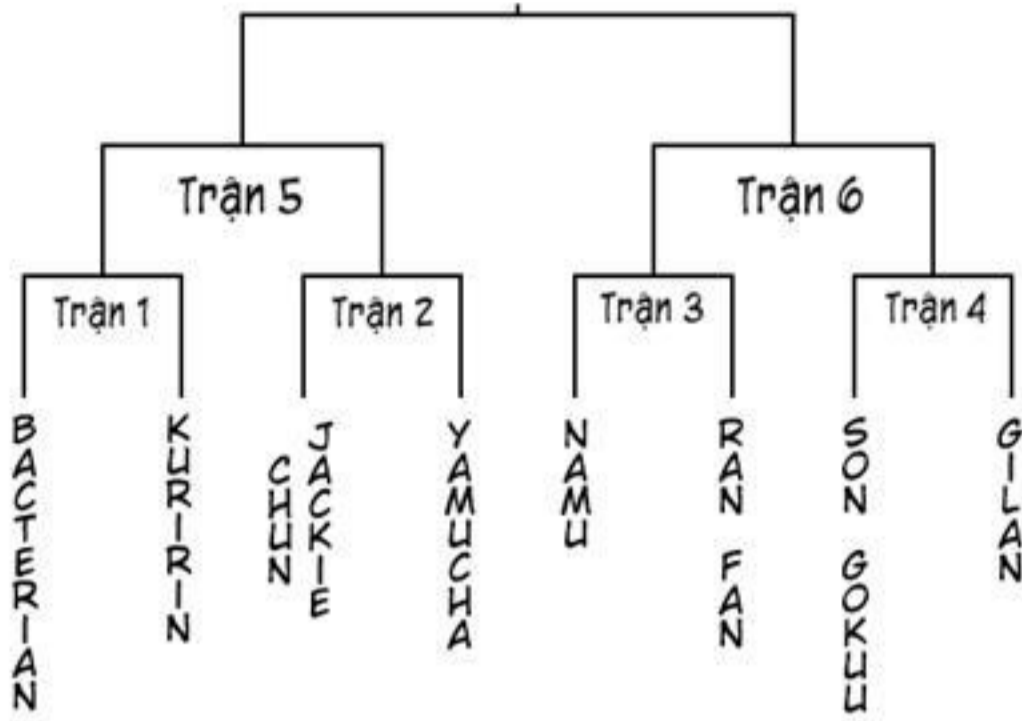 Trận 5
Trận 6
Trận 1
Trận 2
Trận 3
Trận 4
BACTERIAN
KURIRIN
JACKIE
CHUN
YAMUCHA
NAMU
RAN FAN
SON GOKUU
GILAN